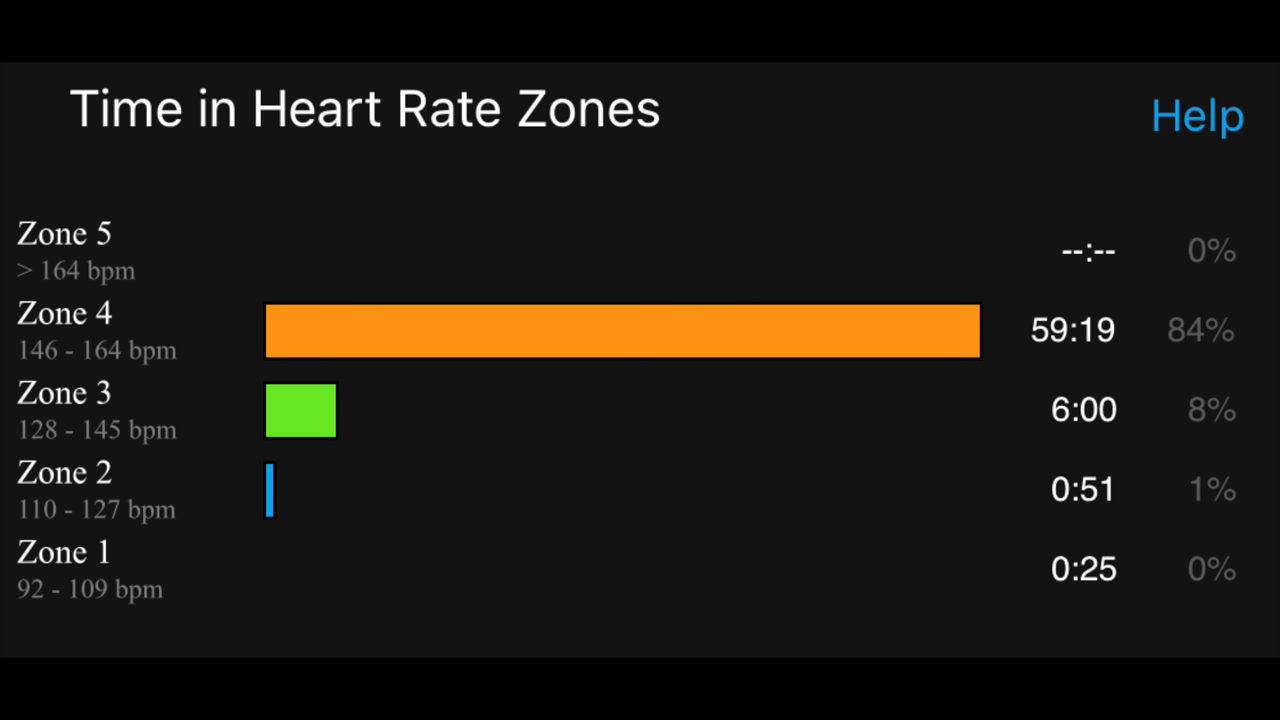 Time in Heart Rate Zones
Help
Zone 5
> 164 bpm
--:-- 0%
Zone 4
146 - 164 bpm
59:19 84%
Zone 3
128 - 145 bpm
6:00 8%
Zone 2
110 - 127 bpm
0:51 1%
Zone 1
92 - 109 bpm
0:25 0%